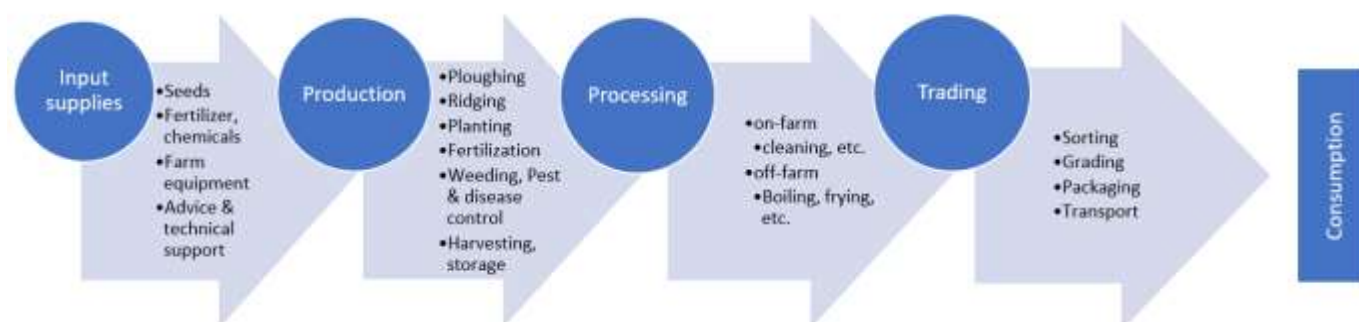 Input
supplies
•Seeds
•Fertilizer,
chemicals
•Farm
equipment
•Advice &
technical
support
Production
•Ploughing
•Ridging
•Planting
•Fertilization
•Weeding, Pest
& disease
control
•Harvesting,
storage
Processing
•on-farm
•cleaning, etc.
•off-farm
•Boiling, frying,
etc.
Trading
•Sorting
•Grading
•Packaging
•Transport
Consumption